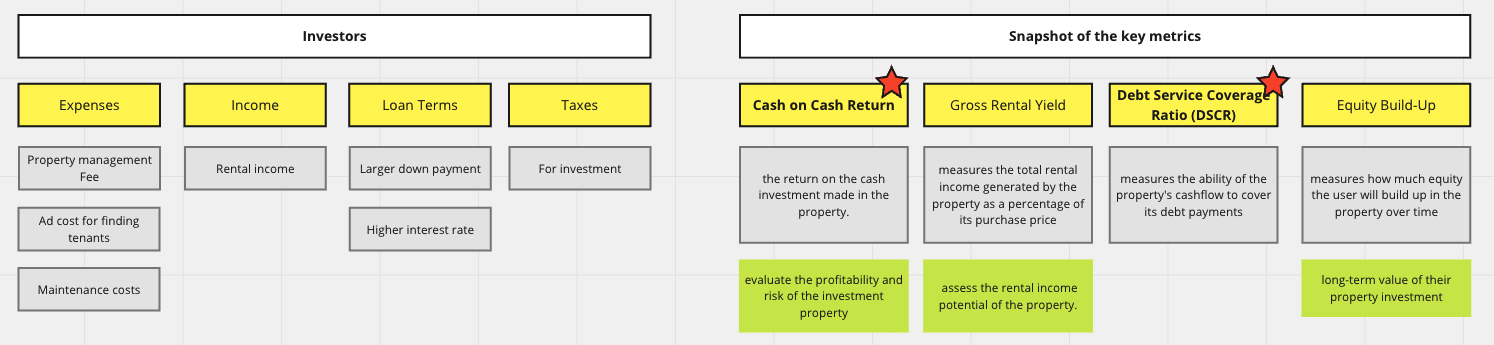 Investors
Expenses
Income
Loan Terms
Taxes
Property management
Fee
Rental income
Larger down payment
For investment
Ad cost for finding
tenants
Higher interest rate
Maintenance costs
Snapshot of the key metrics
Cash on Cash Return
Gross Rental Yield
Debt Service Coverage
Ratio (DSCR)
Equity Build-Up
the return on the cash
investment made in the
property.
measures the total rental
income generated by the
property as a percentage of
its purchase price
measures the ability of the
property's cashflow to cover
its debt payments
measures how much equity
the user will build up in the
property over time
evaluate the profitability and
risk of the investment
property
assess the rental income
potential of the property.
long-term value of their
property investment